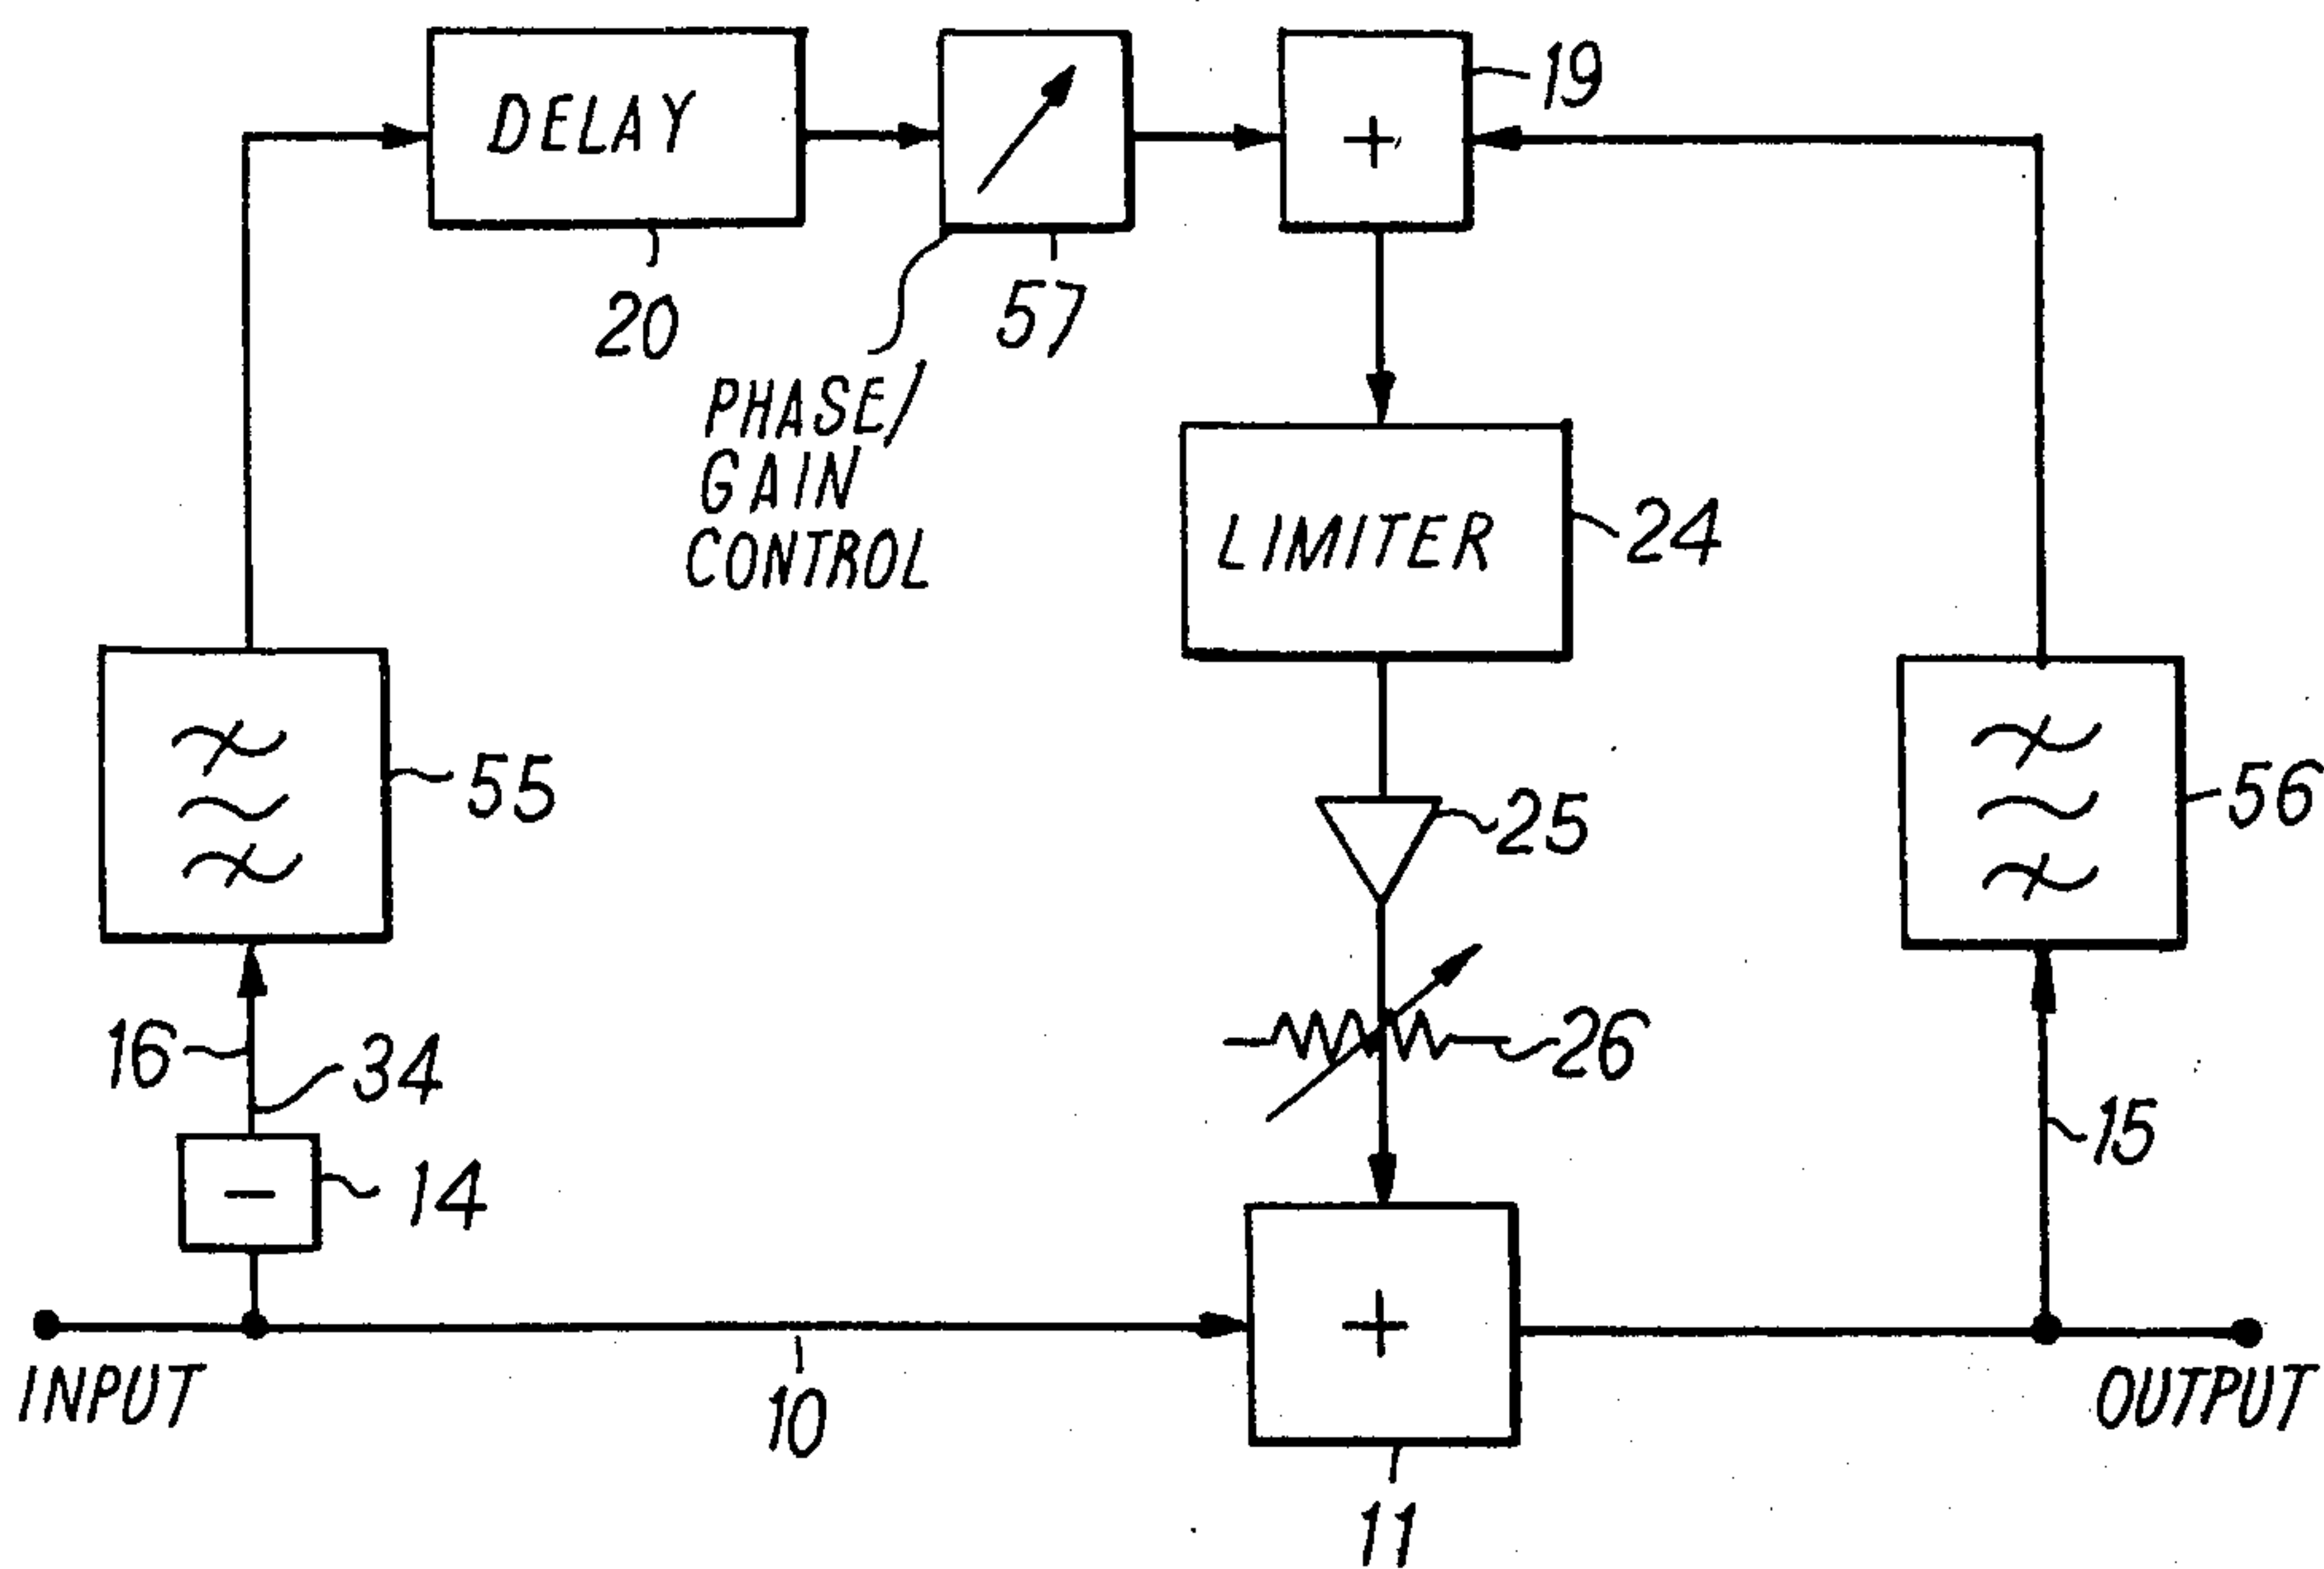 DELAY
+
19
20
57
PHASE/
GAIN
CONTROL
LIMITER
24
55
25
56
16
34
26
15
-
14
+
INPUT
10
OUTPUT
11